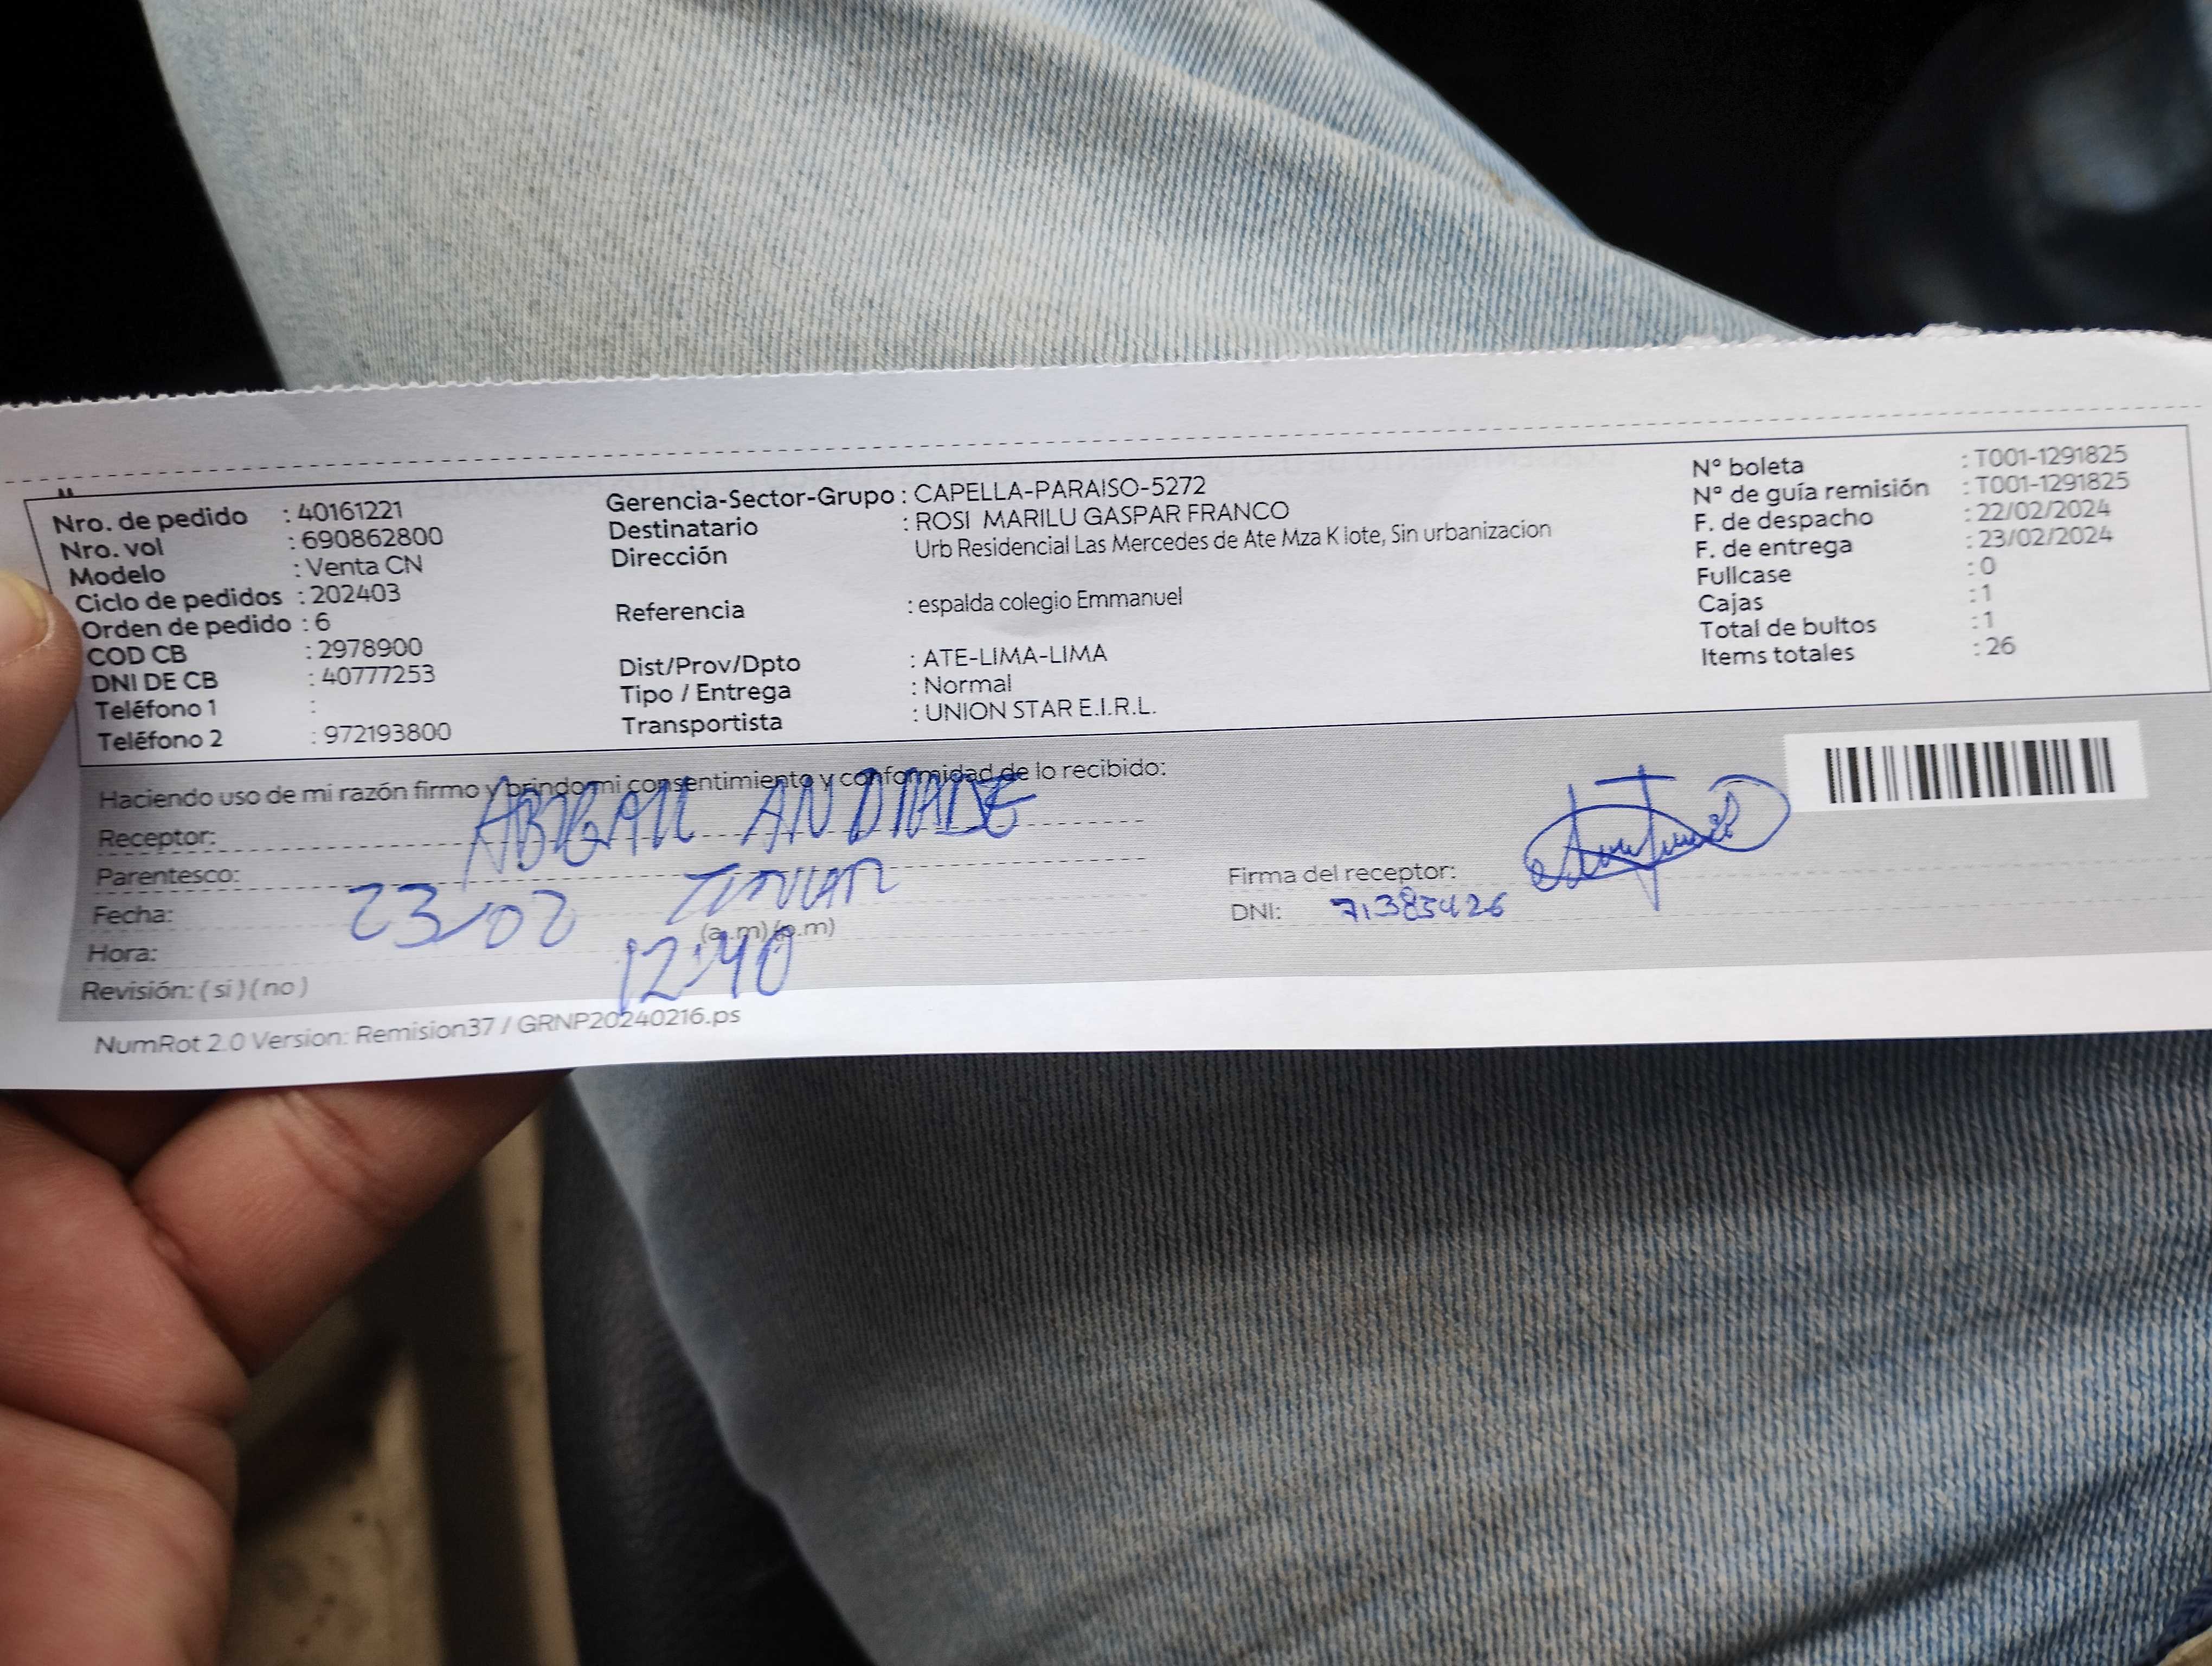 Nro. de pedido : 40161221
Nro. vol : 690862800
Modelo : Venta CN
Ciclo de pedidos : 202403
Orden de pedido : 6
COD CB : 2978900
DNI DE CB : 40777253
Teléfono 1 :
Teléfono 2 : 972193800
Gerencia-Sector-Grupo : CAPELLA-PARAISO-5272
Destinatario : ROSI MARILU GASPAR FRANCO
Dirección Urb Residencial Las Mercedes de Ate Mza K lote, Sin urbanizacion
Referencia : espalda colegio Emmanuel
Dist/Prov/Dpto : ATE-LIMA-LIMA
Tipo / Entrega : Normal
Transportista : UNION STAR E.I.R.L.
N° boleta : T001-1291825
N° de guía remisión : T001-1291825
F. de despacho : 22/02/2024
F. de entrega : 23/02/2024
Fullcase : 0
Cajas : 1
Total de bultos : 1
Items totales : 26
Haciendo uso de mi razón firmo y brindo mi consentimiento y conformidad de lo recibido:
Receptor: ABIGAIL ANDRADE
Parentesco:
Fecha: 23/02
Hora: 12:40 (a.m)(p.m)
Revisión: ( si ) ( no )
Firma del receptor:
DNI: 71385426
NumRot 2.0 Version: Remision37 / GRNP20240216.ps